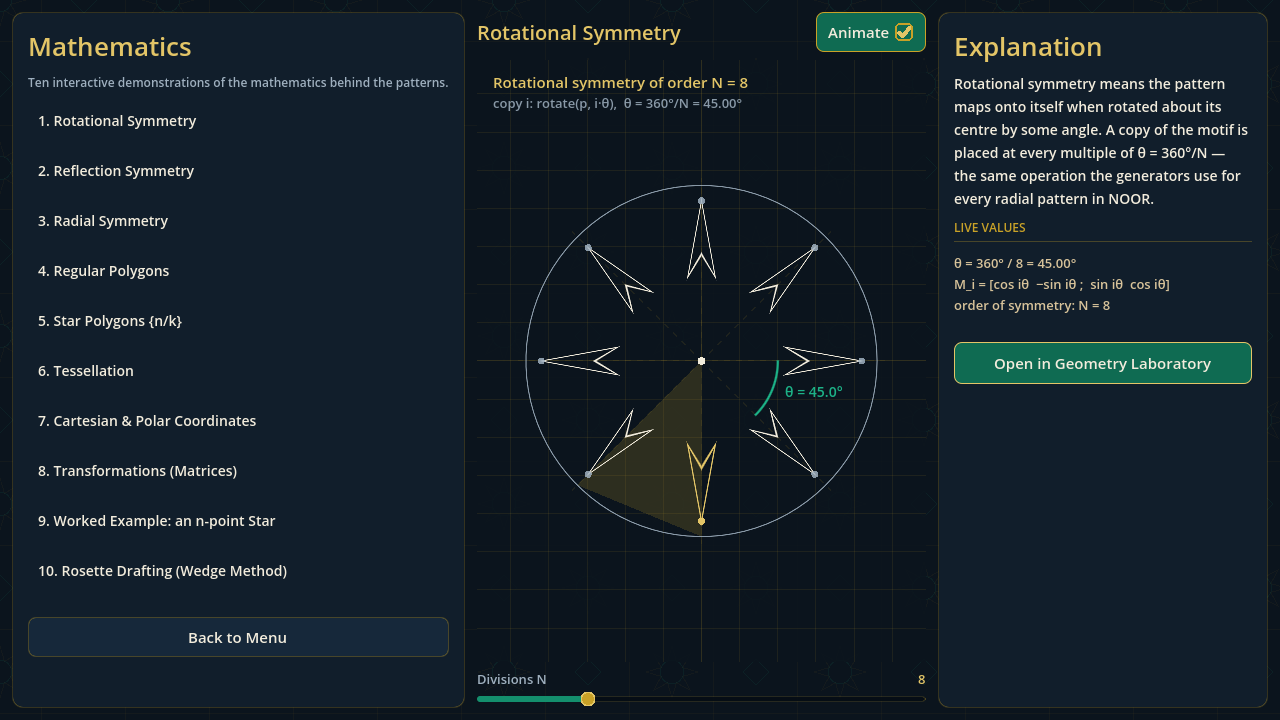 Mathematics
Ten interactive demonstrations of the mathematics behind the patterns.
1. Rotational Symmetry
2. Reflection Symmetry
3. Radial Symmetry
4. Regular Polygons
5. Star Polygons {n/k}
6. Tessellation
7. Cartesian & Polar Coordinates
8. Transformations (Matrices)
9. Worked Example: an n-point Star
10. Rosette Drafting (Wedge Method)
Back to Menu
Rotational Symmetry
Animate
Rotational symmetry of order N = 8
copy i: rotate(p, i·θ),  θ = 360°/N = 45.00°
θ = 45.0°
Divisions N
8
Explanation
Rotational symmetry means the pattern
maps onto itself when rotated about its
centre by some angle. A copy of the motif is
placed at every multiple of θ = 360°/N —
the same operation the generators use for
every radial pattern in NOOR.
LIVE VALUES
θ = 360° / 8 = 45.00°
M_i = [cos iθ  −sin iθ ;  sin iθ  cos iθ]
order of symmetry: N = 8
Open in Geometry Laboratory